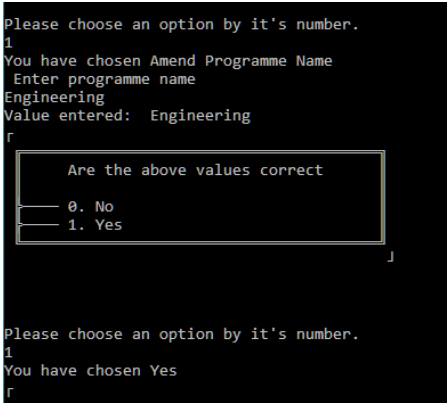 Please choose an option by it's number.
1
You have chosen Amend Programme Name
Enter programme name
Engineering
Value entered:  Engineering
Are the above values correct
0. No
1. Yes
Please choose an option by it's number.
1
You have chosen Yes